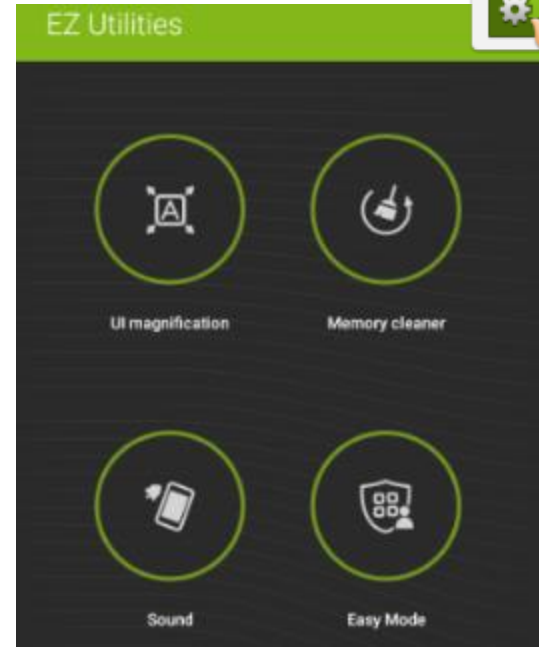 EZ Utilities
A
UI magnification
Memory cleaner
Sound
Easy Mode